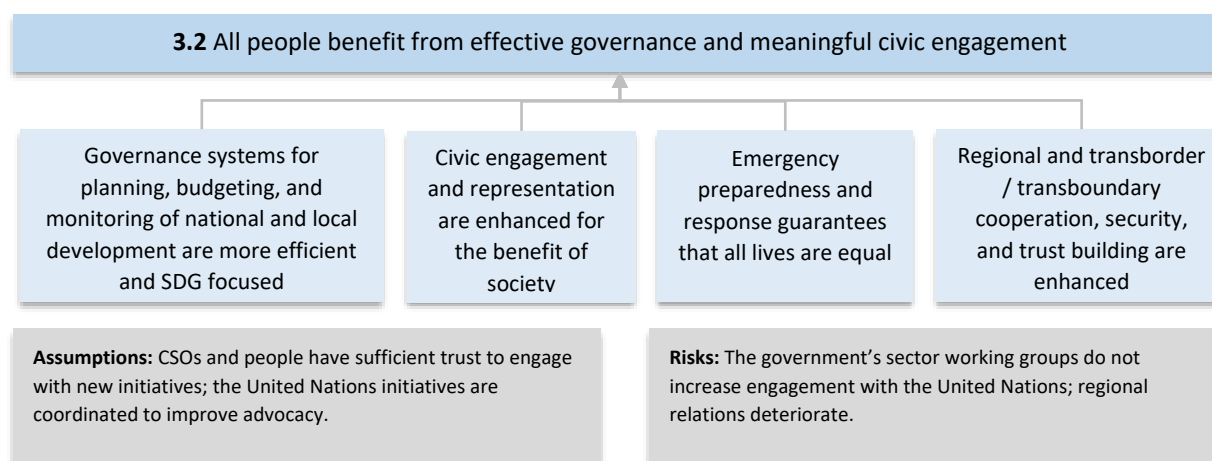 3.2 All people benefit from effective governance and meaningful civic engagement
Governance systems for
planning, budgeting, and
monitoring of national and local
development are more efficient
and SDG focused
Civic engagement
and representation
are enhanced for
the benefit of
society
Emergency
preparedness and
response guarantees
that all lives are equal
Regional and transborder
/ transboundary
cooperation, security,
and trust building are
enhanced
Assumptions: CSOs and people have sufficient trust to engage
with new initiatives; the United Nations initiatives are
coordinated to improve advocacy.
Risks: The government’s sector working groups do not
increase engagement with the United Nations; regional
relations deteriorate.